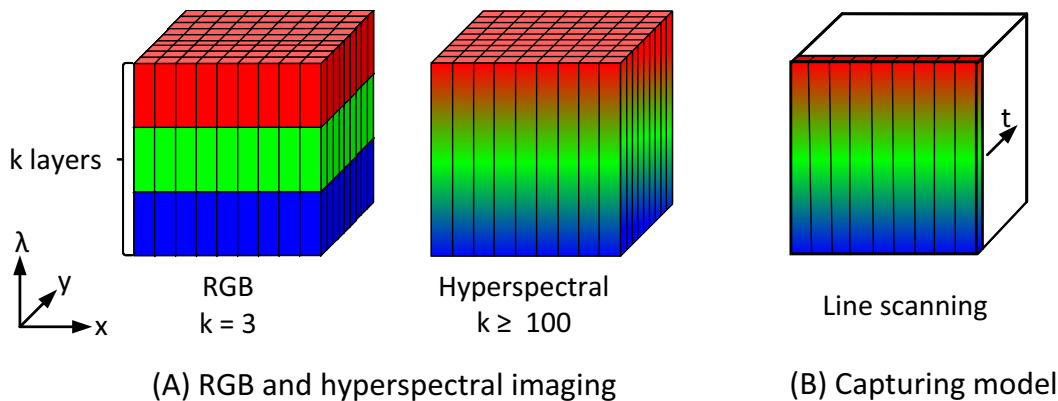 k layers
λ
y
x
RGB
k = 3
Hyperspectral
k ≥ 100
t
Line scanning
(A) RGB and hyperspectral imaging
(B) Capturing model